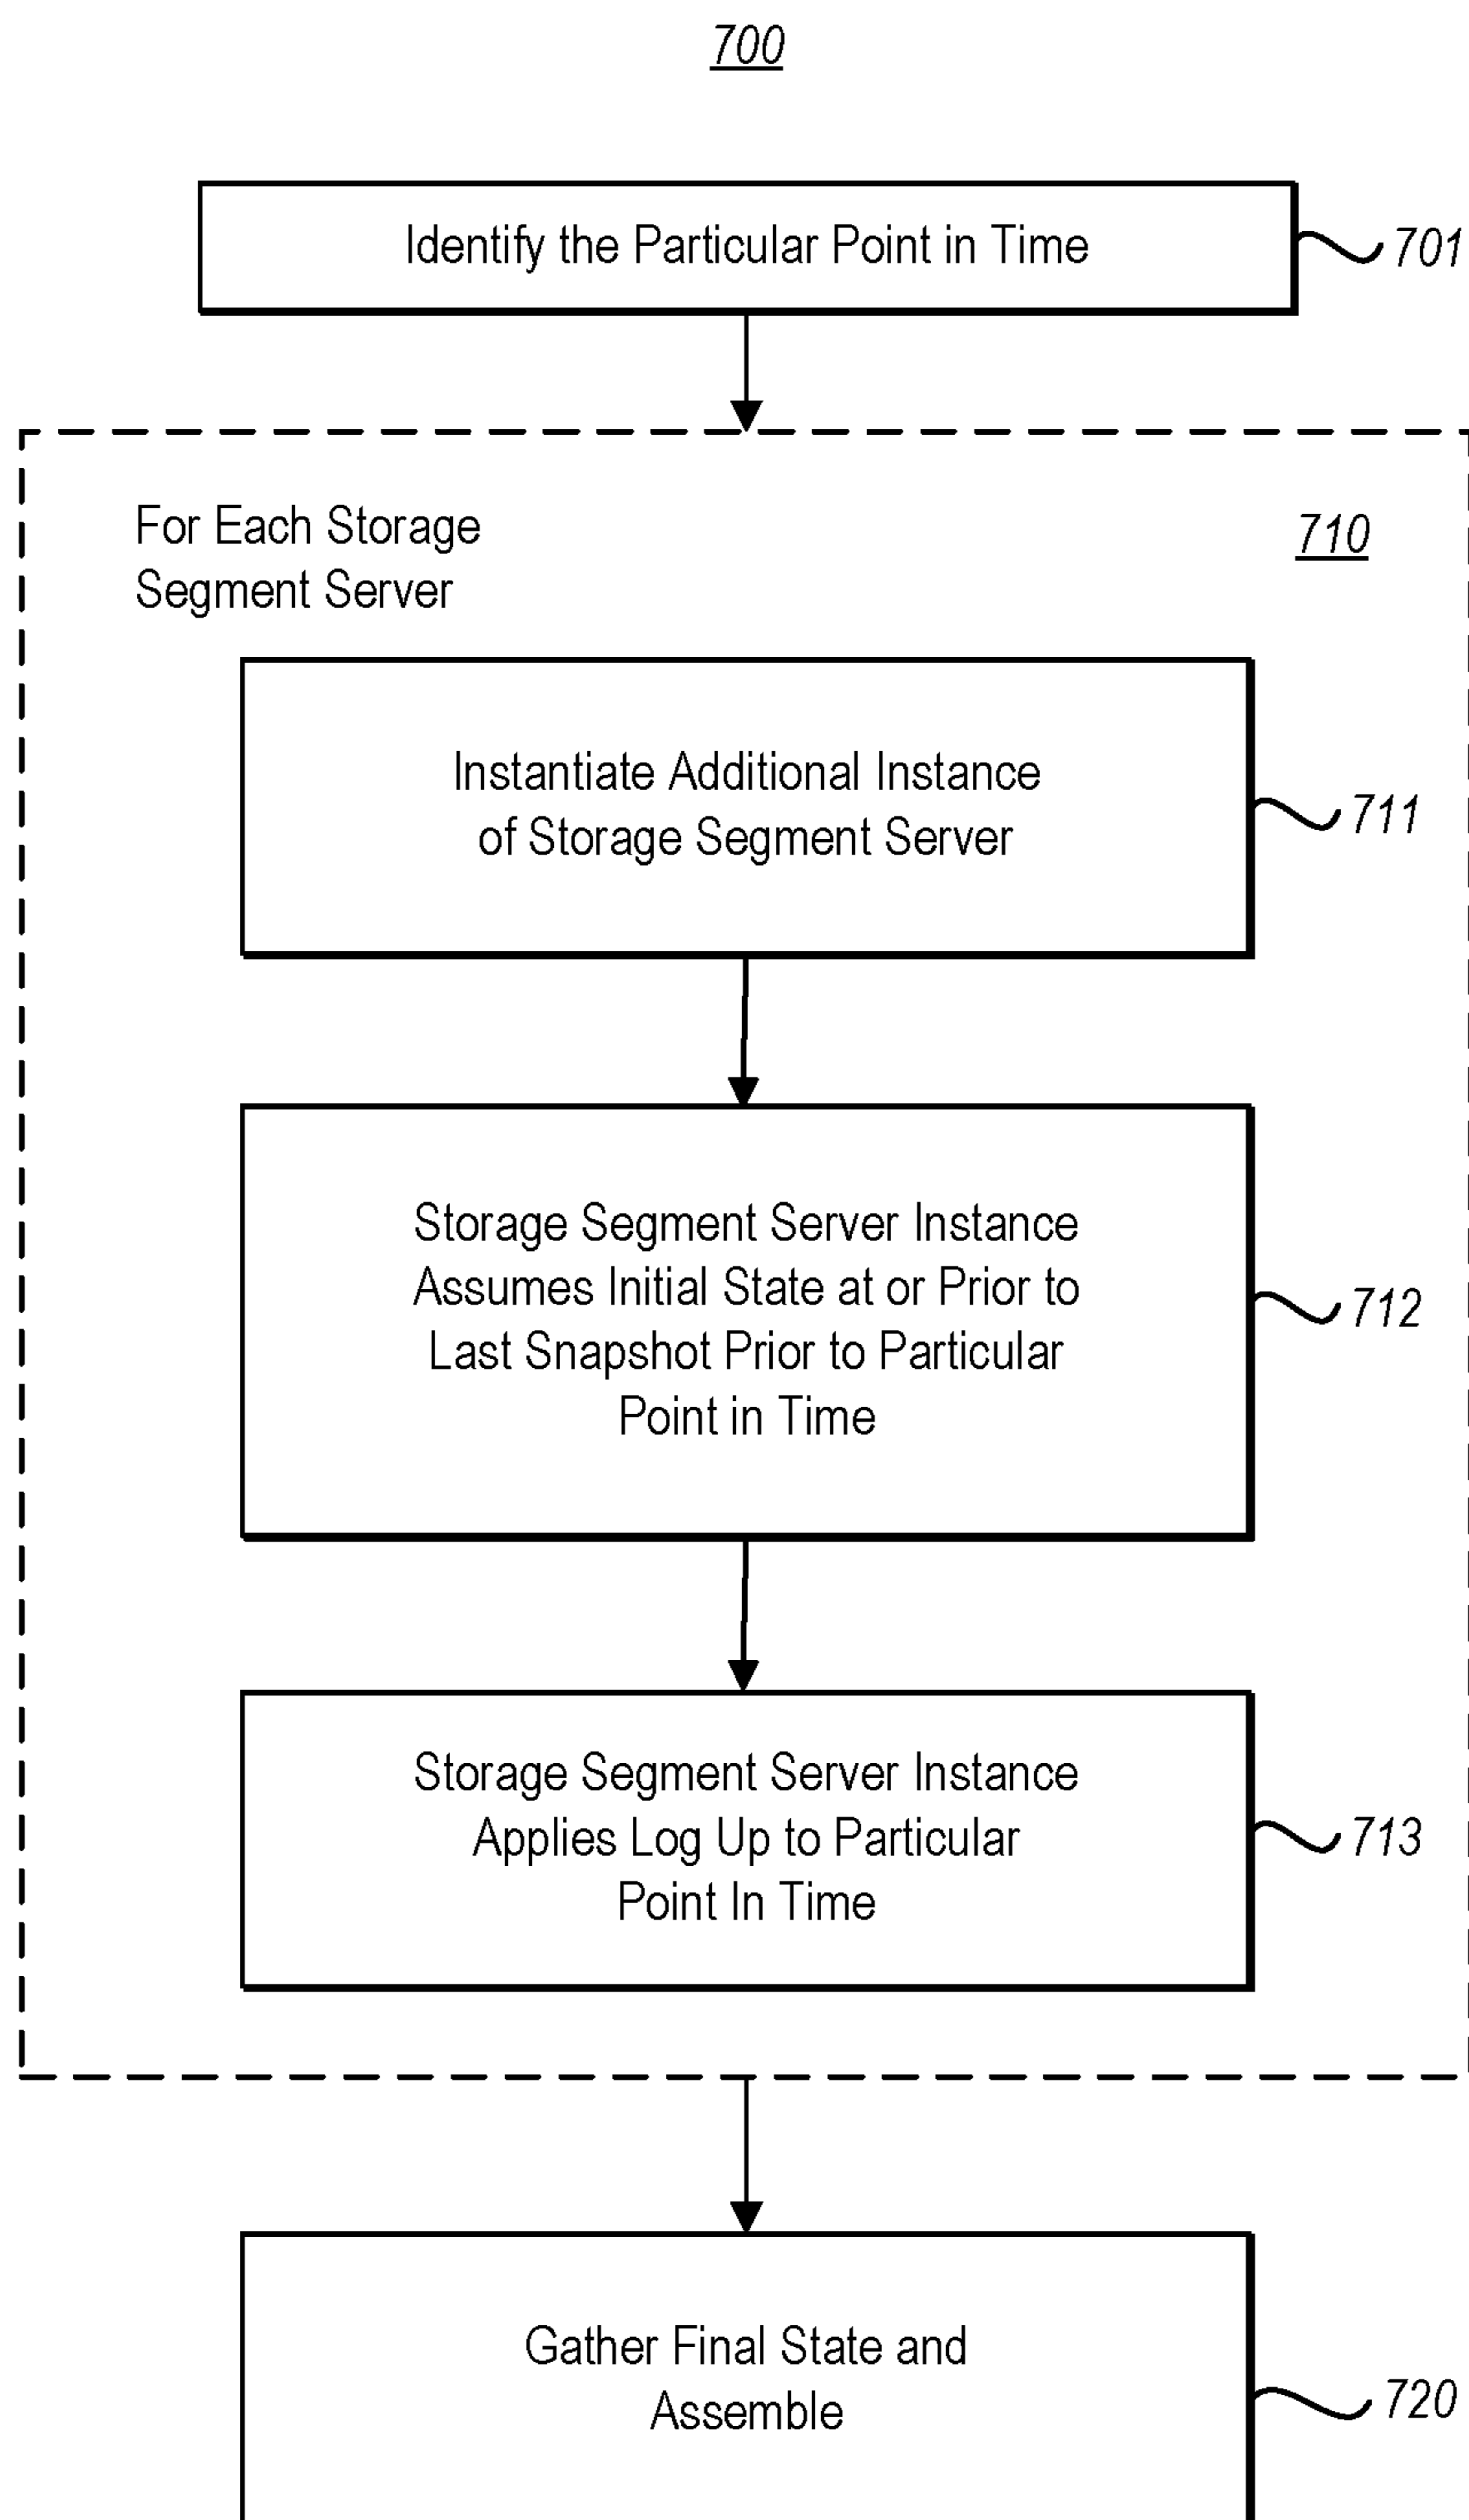 700
Identify the Particular Point in Time
701
For Each Storage
Segment Server
710
Instantiate Additional Instance
of Storage Segment Server
711
Storage Segment Server Instance
Assumes Initial State at or Prior to
Last Snapshot Prior to Particular
Point in Time
712
Storage Segment Server Instance
Applies Log Up to Particular
Point In Time
713
Gather Final State and
Assemble
720